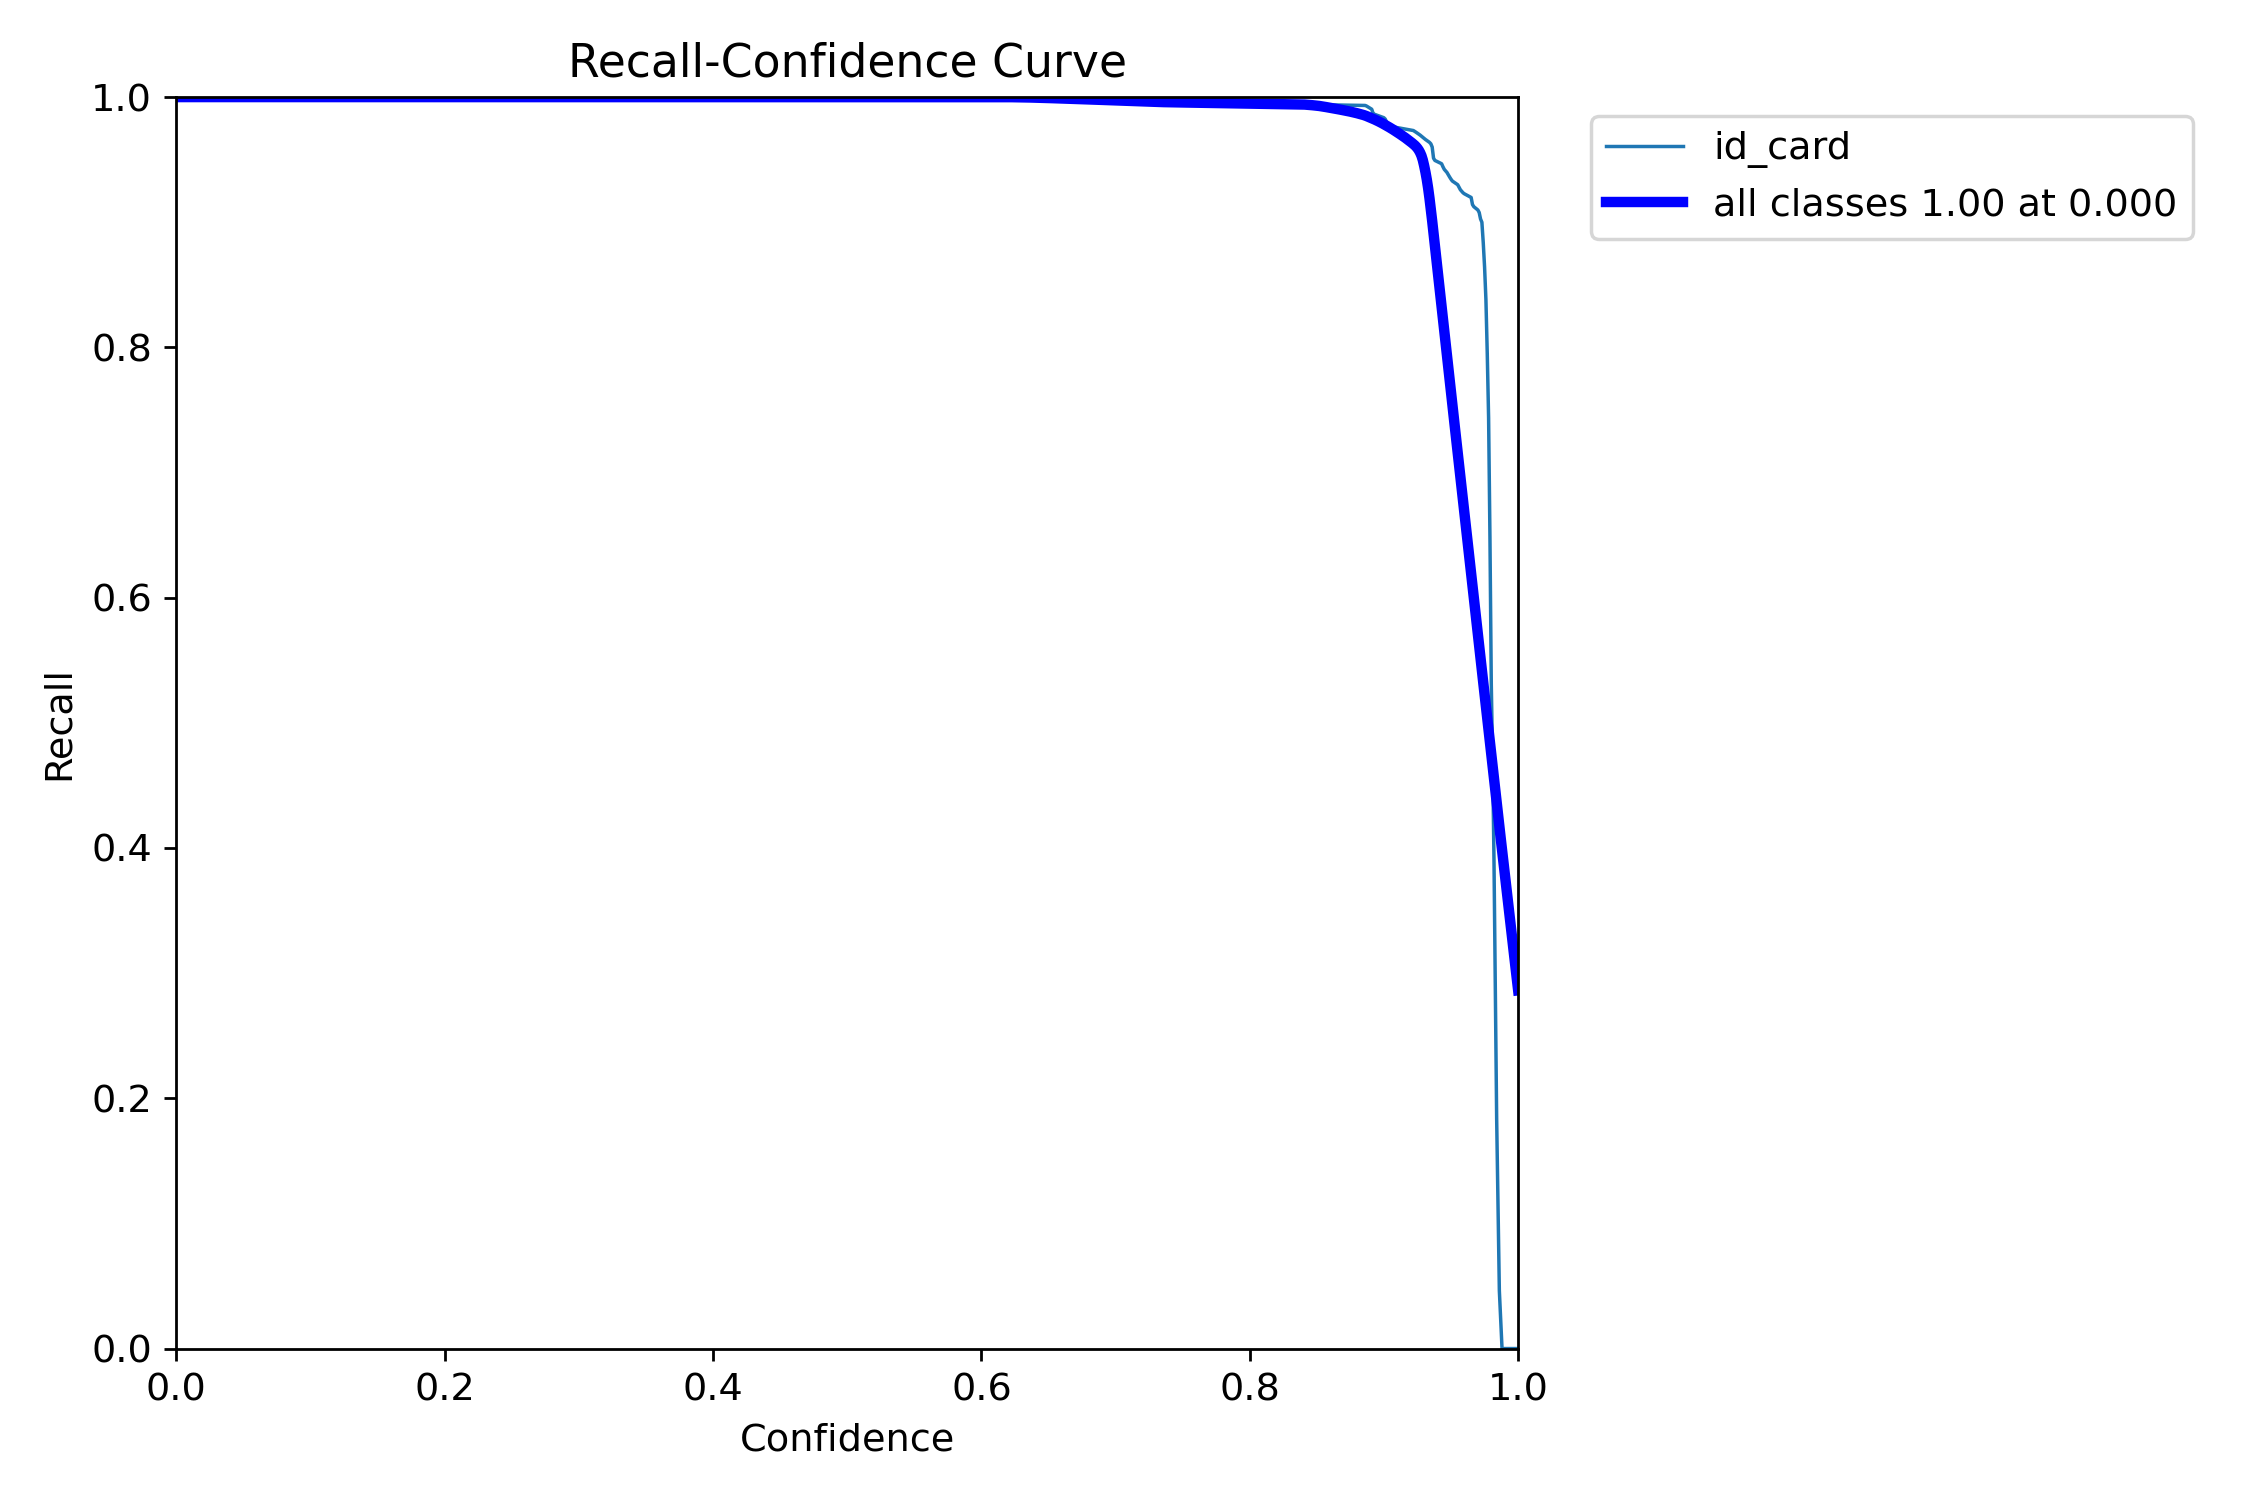 Recall-Confidence Curve
1.0
0.8
0.6
0.4
0.2
0.0
Recall
0.0 0.2 0.4 0.6 0.8 1.0
Confidence
id_card
all classes 1.00 at 0.000